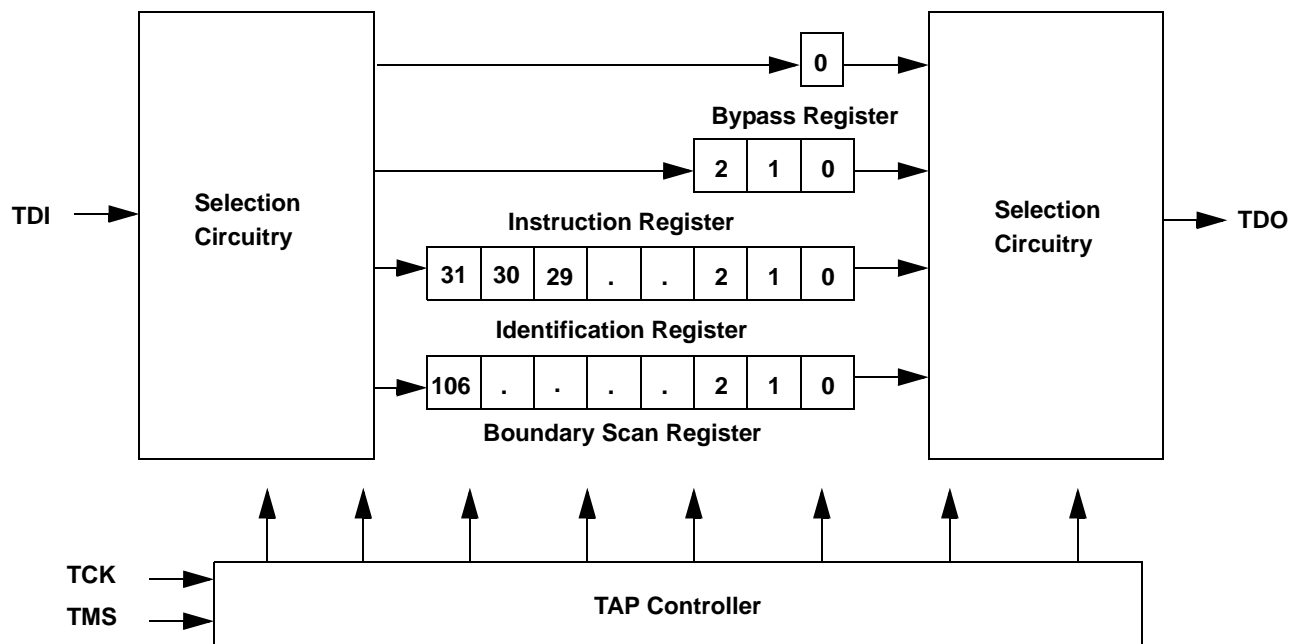 0
Bypass Register
2 1 0
TDI
Selection
Circuitry
Selection
Circuitry
TDO
Instruction Register
31 30 29 . . 2 1 0
Identification Register
106 . . . . 2 1 0
Boundary Scan Register
TCK
TMS
TAP Controller